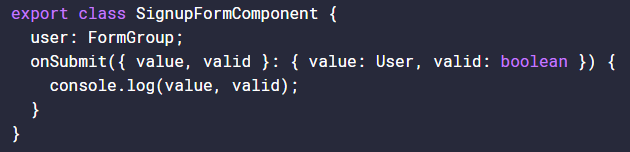 export class SignupFormComponent {
  user: FormGroup;
  onSubmit({ value, valid }: { value: User, valid: boolean }) {
    console.log(value, valid);
  }
}